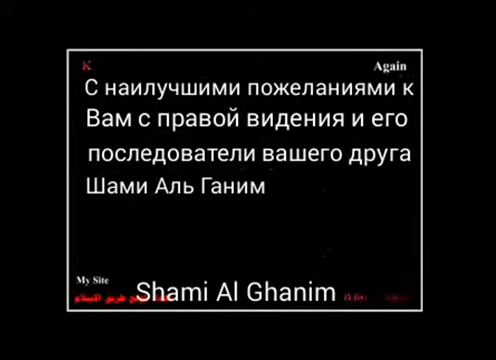 K
Again
С наилучшими пожеланиями к
Вам с правой видения и его
последователи вашего друга
Шами Аль Ганим
My Site
Shami Al Ghanim